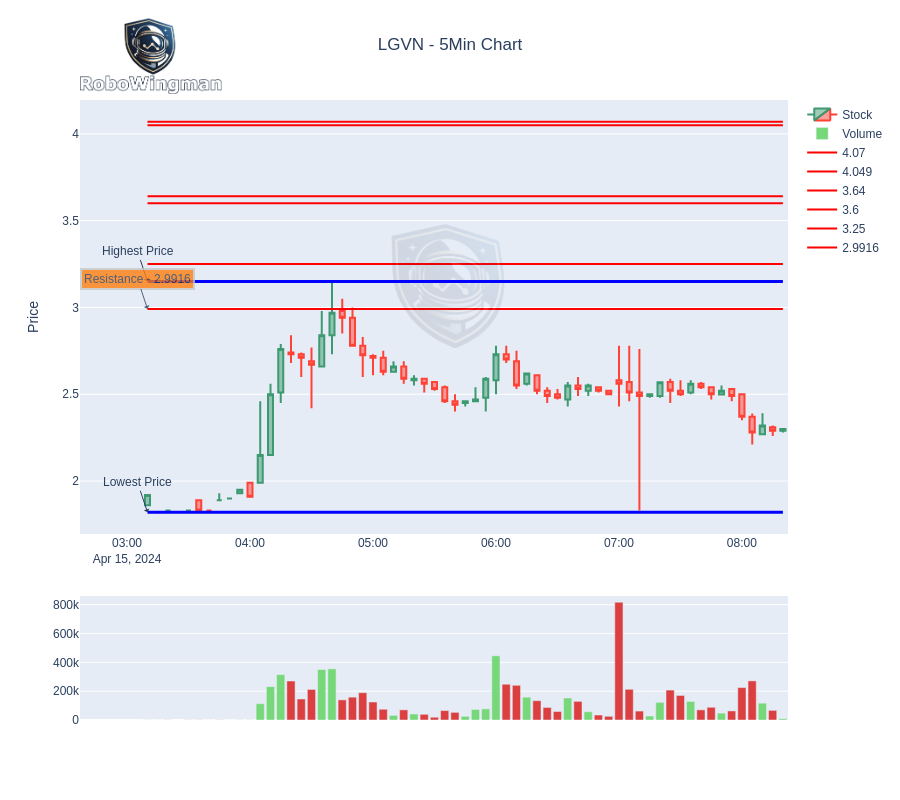 LGVN - 5Min Chart
RoboWingman
Stock
Volume
4.07
4.049
3.64
3.6
3.25
2.9916
4
3.5
3
2.5
2
Price
Highest Price
Resistance - 2.9916
Lowest Price
03:00
04:00
05:00
06:00
07:00
08:00
Apr 15, 2024
800k
600k
400k
200k
0